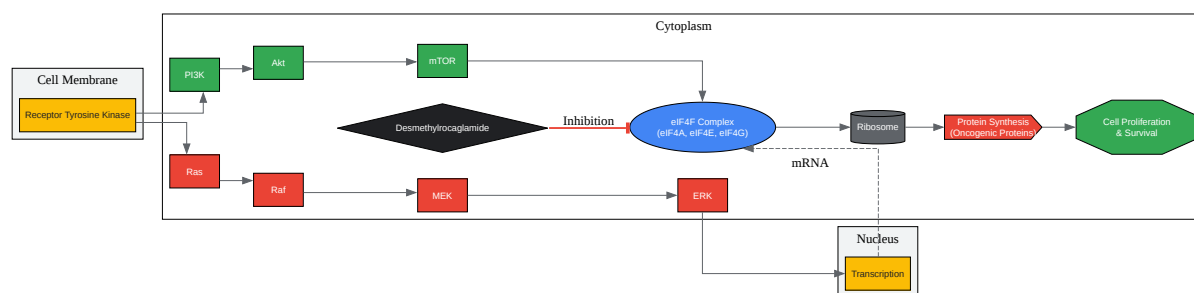 Cytoplasm
Cell Membrane
Receptor Tyrosine Kinase
PI3K
Akt
mTOR
Desmethylrocaglamide
Inhibition
eIF4F Complex
(eIF4A, eIF4E, eIF4G)
Ribosome
Protein Synthesis
(Oncogenic Proteins)
Cell Proliferation
& Survival
mRNA
Ras
Raf
MEK
ERK
Nucleus
Transcription